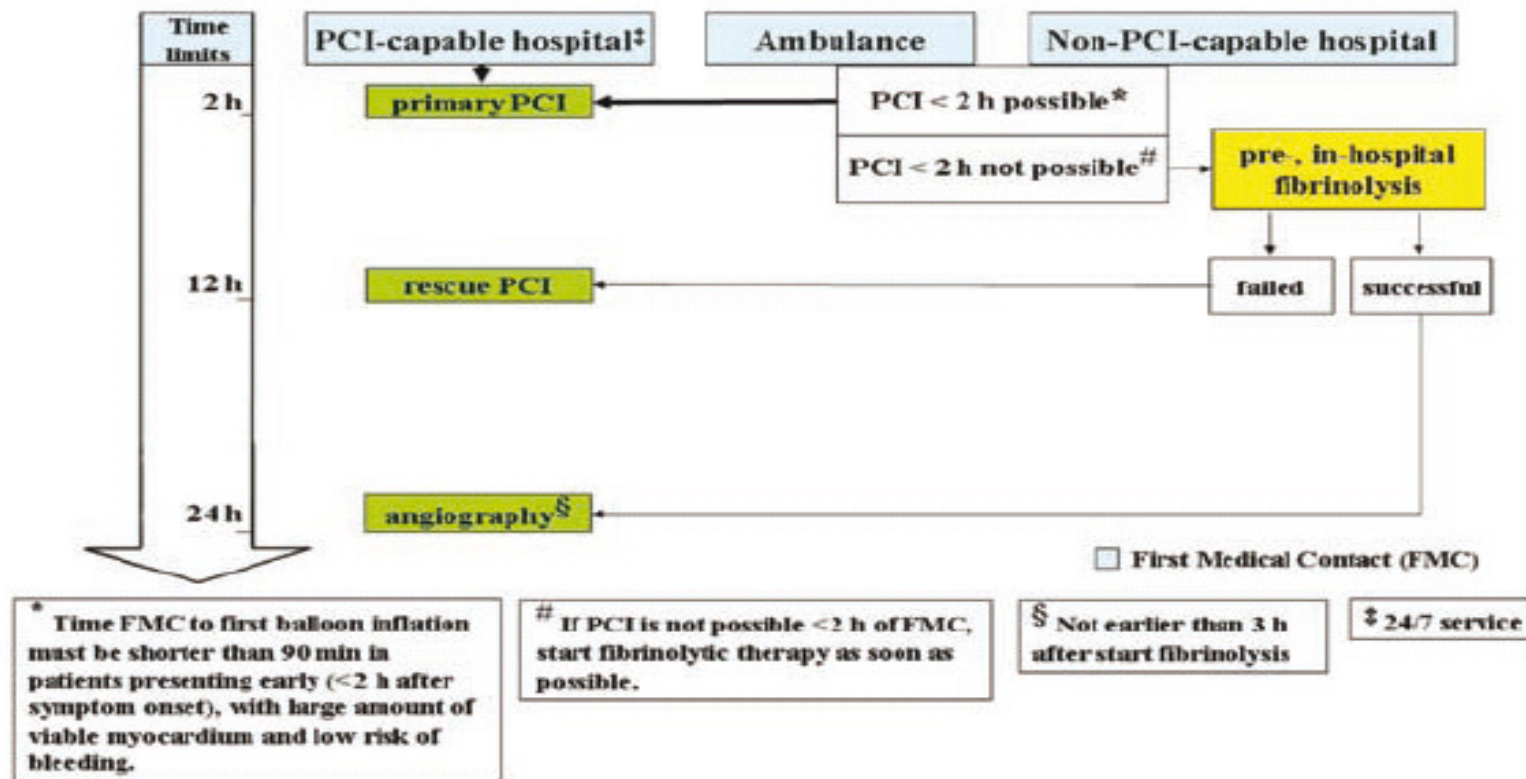 Time
limits
PCI-capable hospital‡
Ambulance
Non-PCI-capable hospital
2 h
primary PCI
PCI < 2 h possible*
PCI < 2 h not possible#
pre-, in-hospital
fibrinolysis
12 h
rescue PCI
failed
successful
24 h
angiography§
First Medical Contact (FMC)
* Time FMC to first balloon inflation
must be shorter than 90 min in
patients presenting early (<2 h after
symptom onset), with large amount of
viable myocardium and low risk of
bleeding.
# If PCI is not possible <2 h of FMC,
start fibrinolytic therapy as soon as
possible.
§ Not earlier than 3 h
after start fibrinolysis
‡ 24/7 service